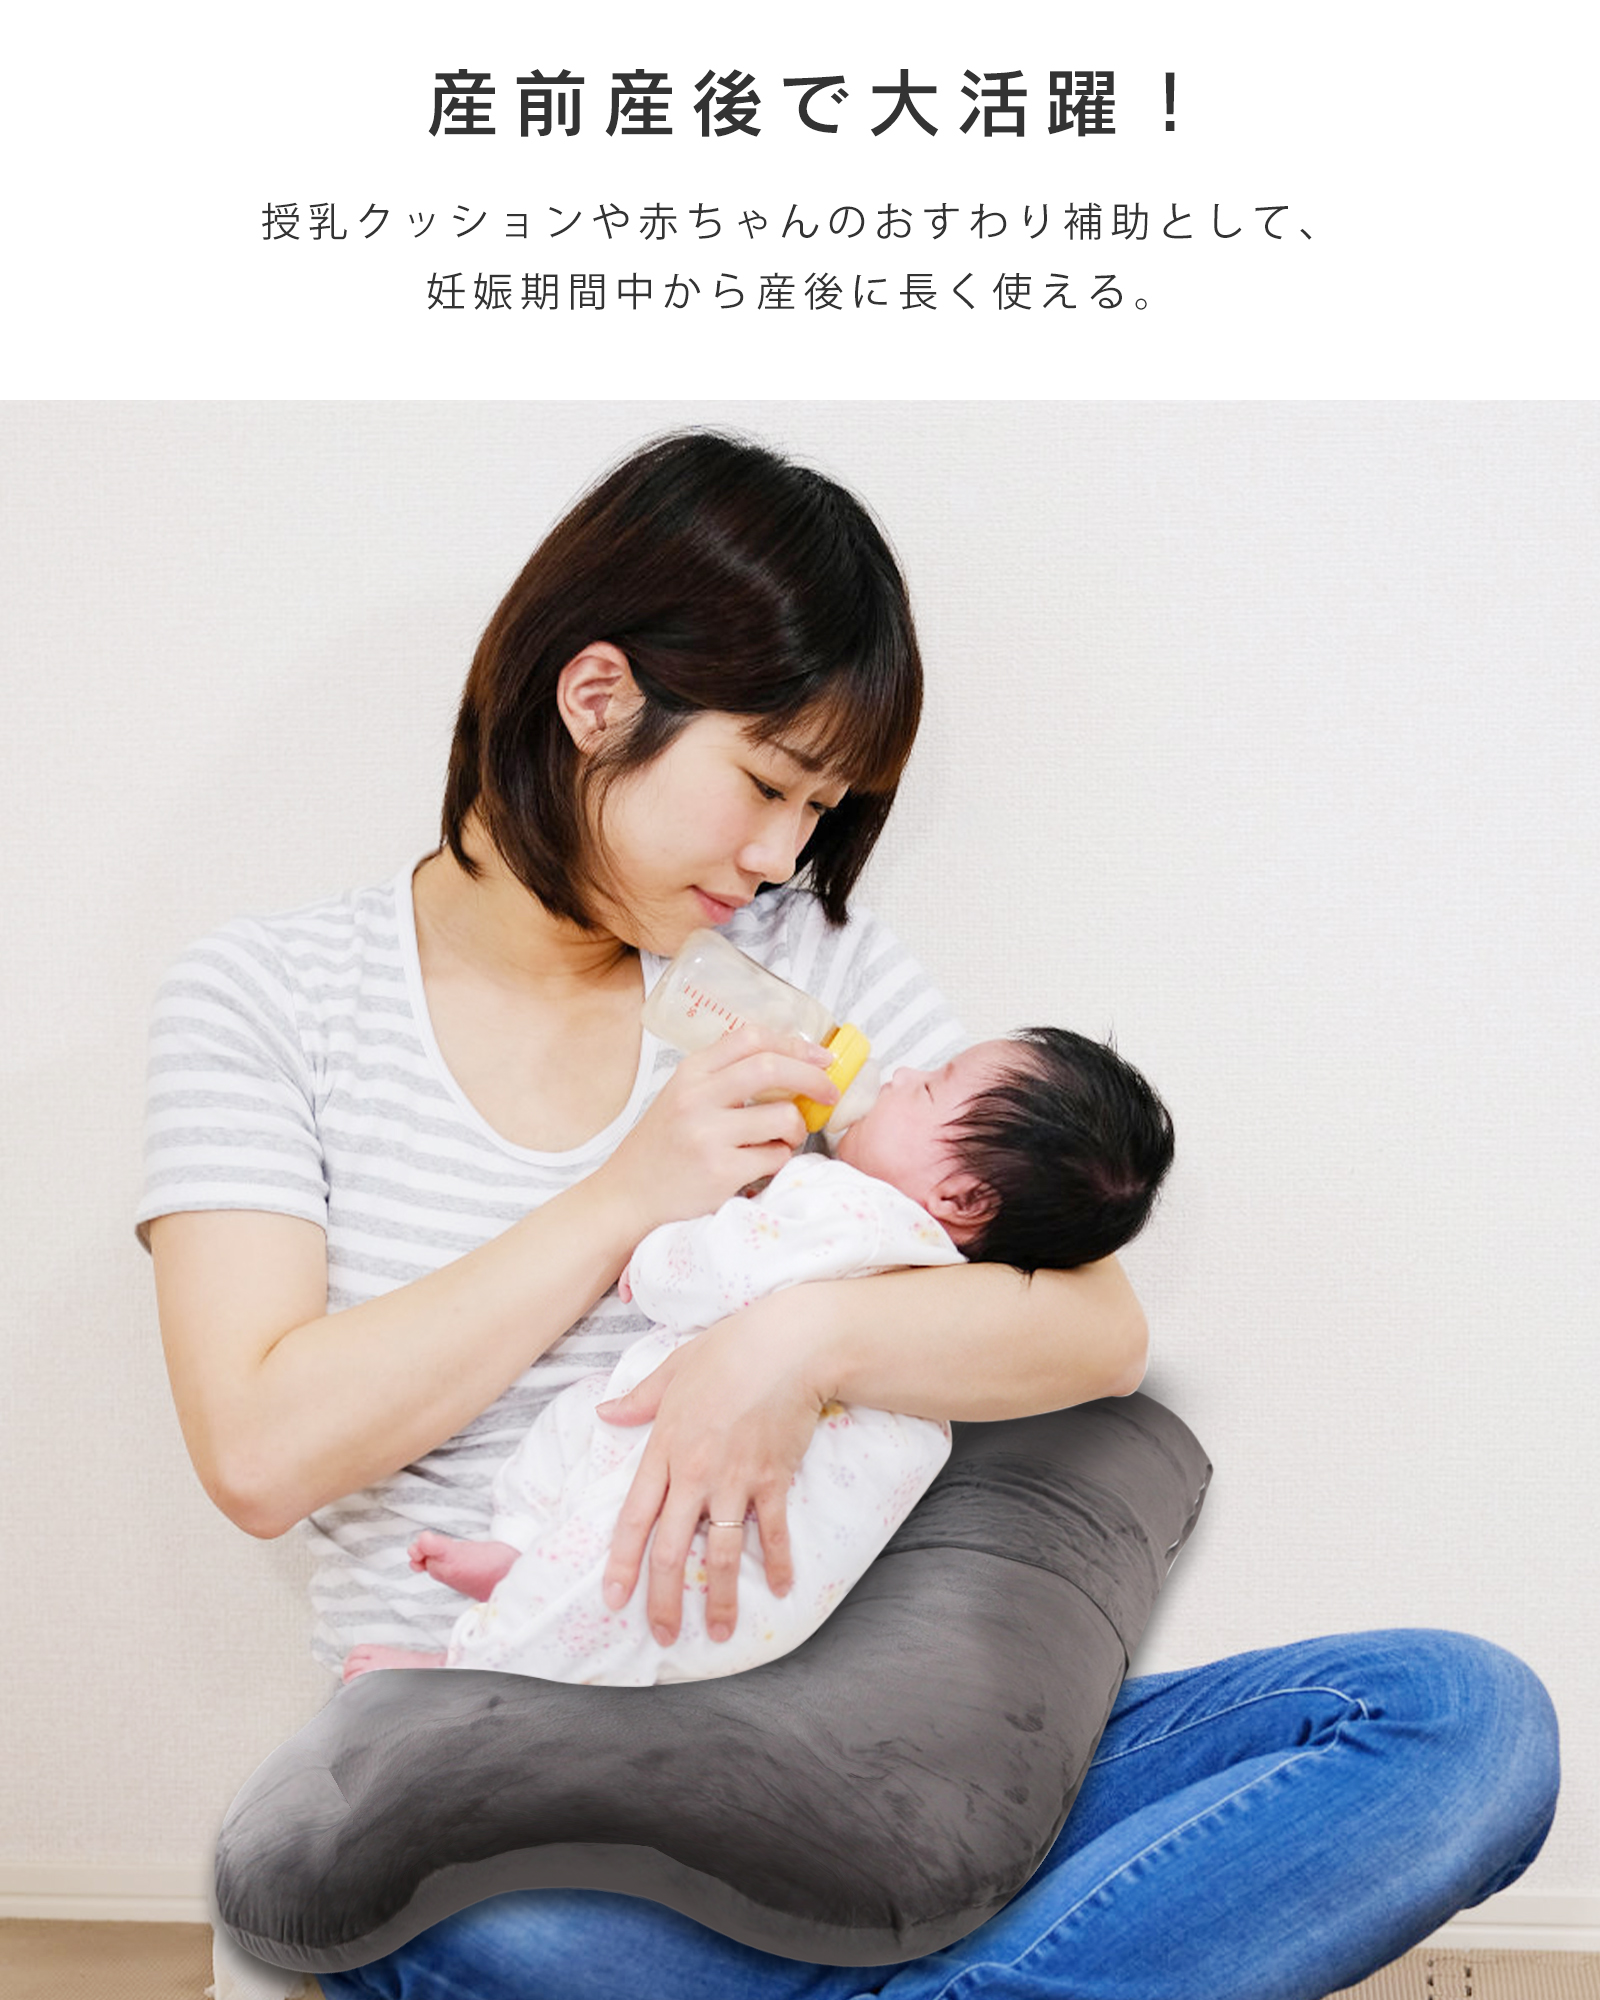 産前産後で大活躍！
授乳クッションや赤ちゃんのおすわり補助として、
妊娠期間中から産後に長く使える。
50